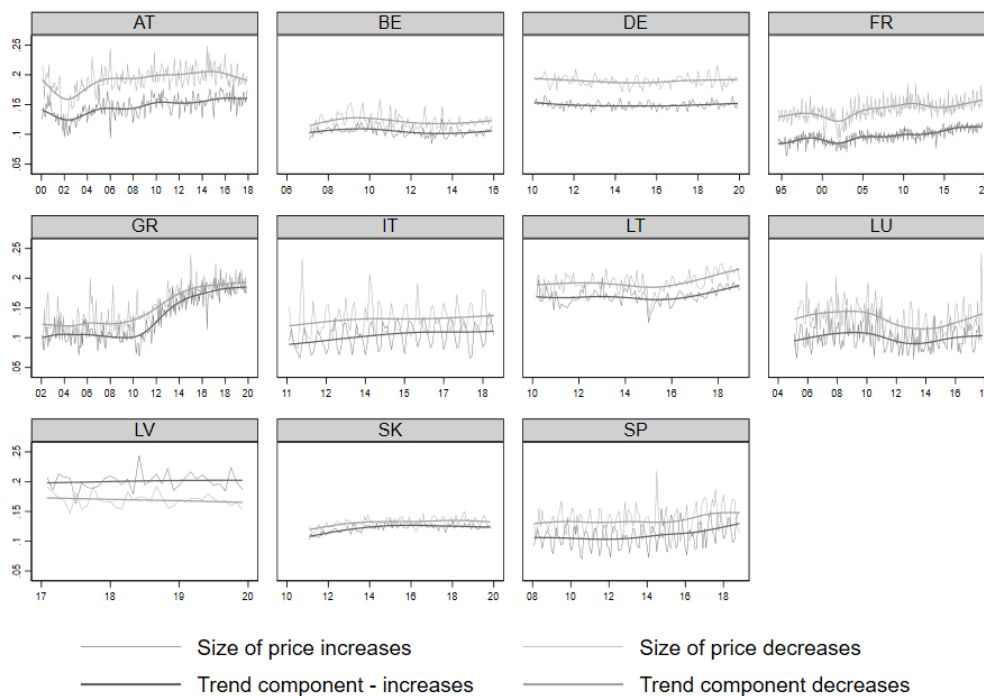 AT BE DE FR
.25
.2
.15
.1
.05
00 02 04 06 08 10 12 14 16 18
06 08 10 12 14 16
10 12 14 16 18 20
95 00 05 10 15 20
GR IT LT LU
.25
.2
.15
.1
.05
02 04 06 08 10 12 14 16 18 20
11 12 13 15 16 17 18
10 12 14 16 18 20
04 06 08 10 12 14 16 18
LV SK SP
.25
.2
.15
.1
.05
17 18 19 20
10 12 14 16 18 20
08 10 12 14 16 18
Size of price increases Size of price decreases
Trend component - increases Trend component decreases